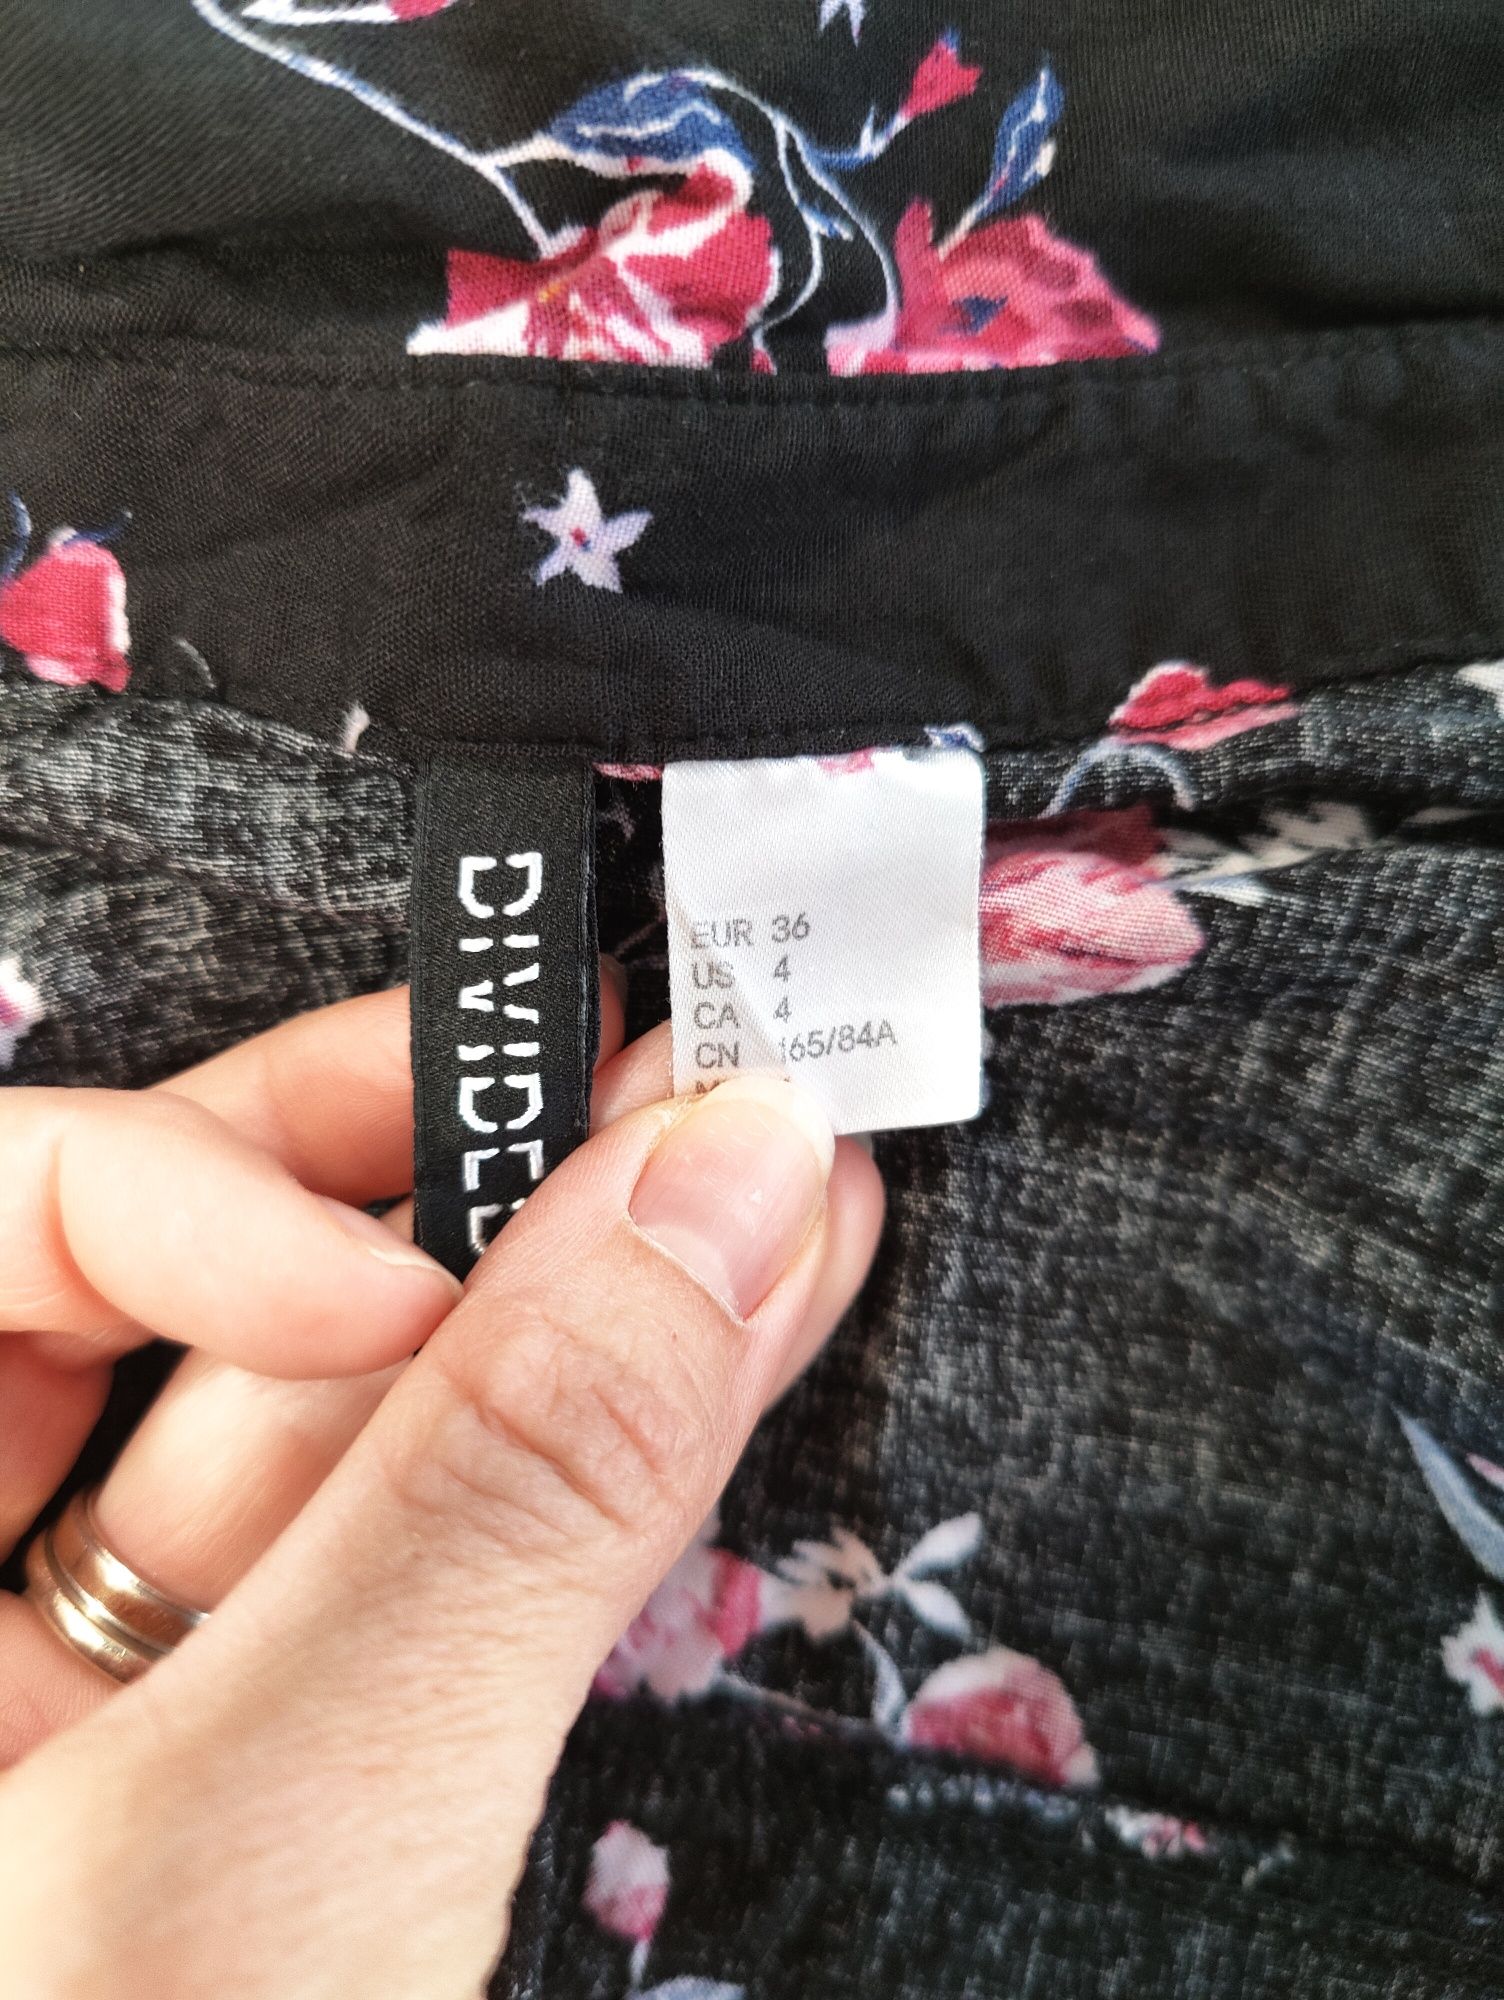 DIVIDED
EUR 36
US 4
CA 4
CN 165/84A